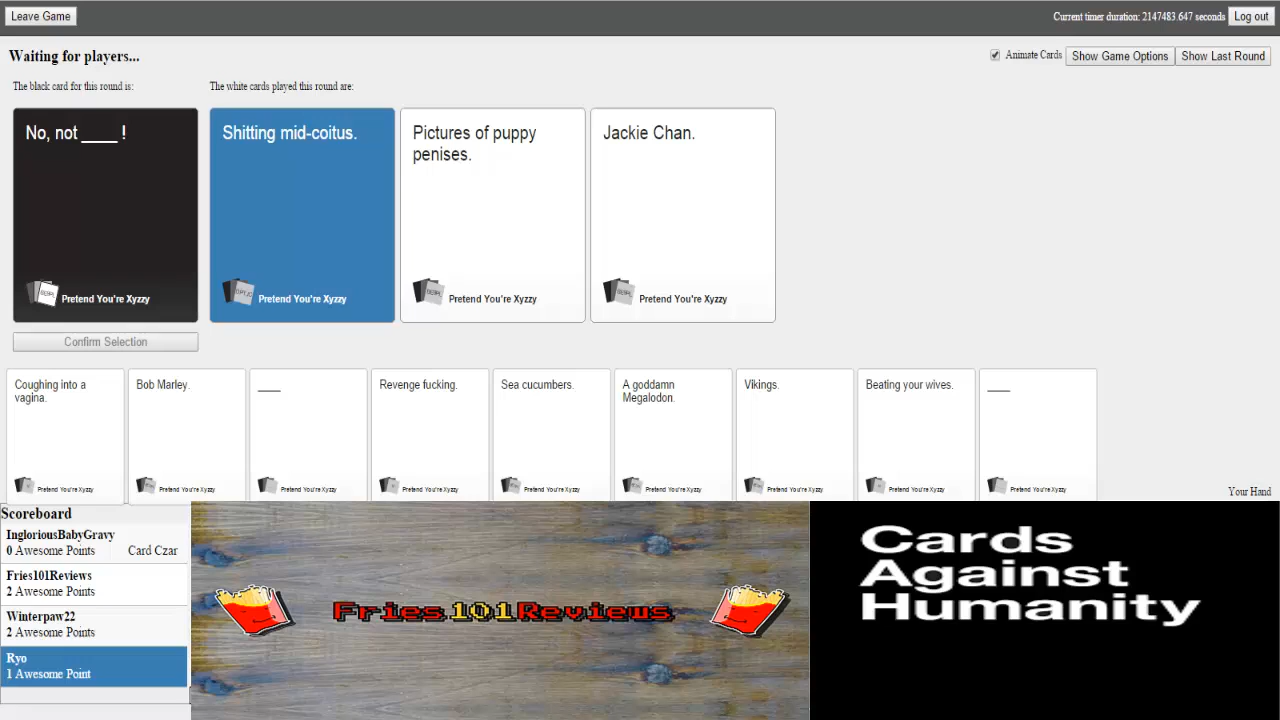 Leave Game
Current timer duration: 2147483.647 seconds
Log out
Waiting for players...
Animate Cards
Show Game Options
Show Last Round
The black card for this round is:
The white cards played this round are:
No, not ____ !
Shitting mid-coitus.
Pictures of puppy
penises.
Jackie Chan.
Pretend You're Xyzzy
Pretend You're Xyzzy
Pretend You're Xyzzy
Pretend You're Xyzzy
Confirm Selection
Coughing into a
vagina.
Bob Marley.
____
Revenge fucking.
Sea cucumbers.
A goddamn
Megalodon.
Vikings.
Beating your wives.
____
Pretend You're Xyzzy
Pretend You're Xyzzy
Pretend You're Xyzzy
Pretend You're Xyzzy
Pretend You're Xyzzy
Pretend You're Xyzzy
Pretend You're Xyzzy
Pretend You're Xyzzy
Pretend You're Xyzzy
Your Hand
Scoreboard
IngloriousBabyGravy
0 Awesome Points Card Czar
Fries101Reviews
2 Awesome Points
Winterpaw22
2 Awesome Points
Ryo
1 Awesome Point
Fries101Reviews
Cards
Against
Humanity